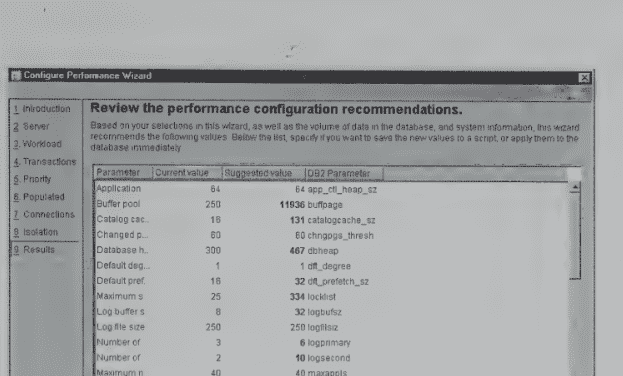 Configure Performance Wizard
1 Introduction
2 Server
3. Workload
4. Transactions
5. Priority
6. Populated
7 Connections
8. Isolation
9 Results
Review the performance configuration recommendations.
Based on your selections in this wizard, as well as the volume of data in the database, and system information, this wizard
recommends the following values. Below the list, specify if you want to save the new values to a script, or apply them to the
database immediately
Parameter Current value Suggested value DB2 Parameter
Application 64 64 app_ctl_heap_sz
Buffer pool 250 11936 buffpage
Catalog cac... 16 131 catalogcache_sz
Changed p... 60 60 chngpgs_thresh
Database h... 300 467 dbheap
Default deg... 1 1 dft_degree
Default pref. 16 32 dft_prefetch_sz
Maximum s 25 334 locklist
Log buffer s 8 32 logbufsz
Log file size 250 250 logfilsiz
Number of 3 6 logprimary
Number of 2 10 logsecond
Maximum n 40 40 maxappls